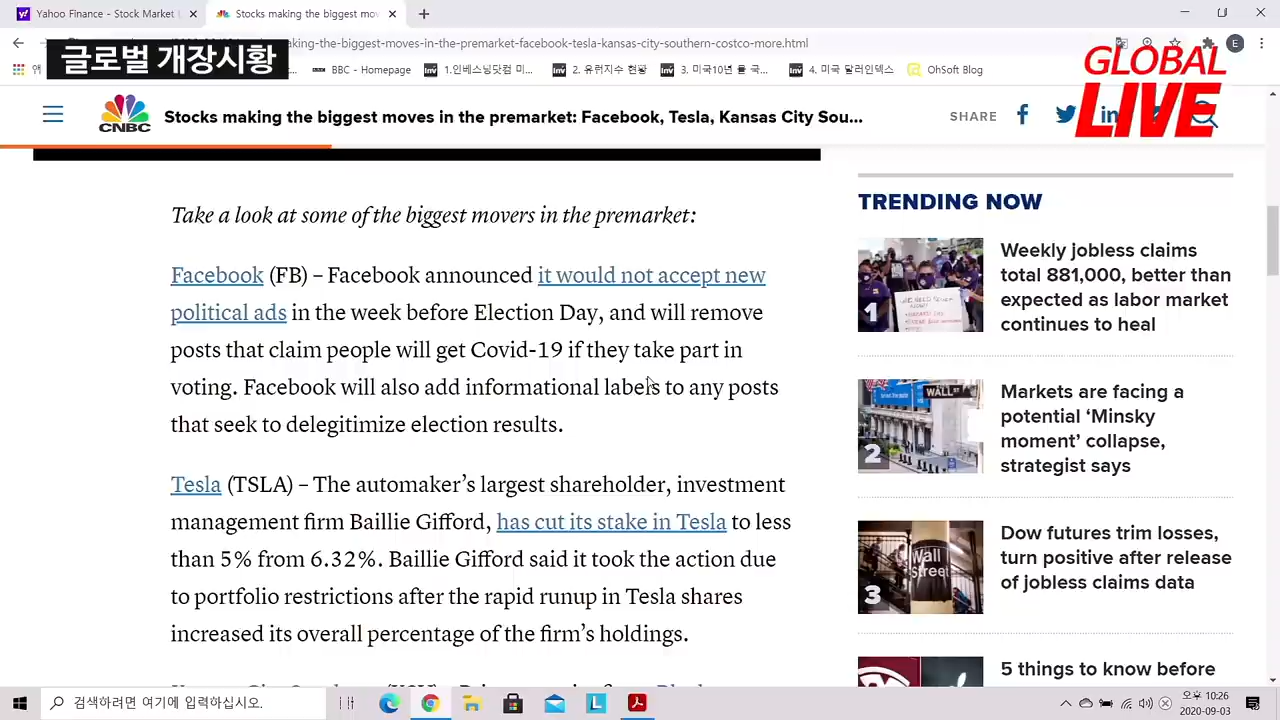 Yahoo Finance - Stock Market
Stocks making the biggest mov
aking-the-biggest-moves-in-the-premarket-facebook-tesla-kansas-city-southern-costco-more.html
글로벌 개장시황
BBC - Homepage
1.인베스닝닷컴 미...
2. 유럽지수 현황
3. 미국10년 물 국...
4. 미국 달러인덱스
OhSoft Blog
GLOBAL
LIVE
CNBC
Stocks making the biggest moves in the premarket: Facebook, Tesla, Kansas City Sou...
SHARE
Take a look at some of the biggest movers in the premarket:
Facebook (FB) – Facebook announced it would not accept new
political ads in the week before Election Day, and will remove
posts that claim people will get Covid-19 if they take part in
voting. Facebook will also add informational labels to any posts
that seek to delegitimize election results.
Tesla (TSLA) – The automaker's largest shareholder, investment
management firm Baillie Gifford, has cut its stake in Tesla to less
than 5% from 6.32%. Baillie Gifford said it took the action due
to portfolio restrictions after the rapid runup in Tesla shares
increased its overall percentage of the firm's holdings.
TRENDING NOW
1
Weekly jobless claims
total 881,000, better than
expected as labor market
continues to heal
WALL
2
Markets are facing a
potential 'Minsky
moment' collapse,
strategist says
Wall
Street
3
Dow futures trim losses,
turn positive after release
of jobless claims data
5 things to know before
검색하려면 여기에 입력하십시오.
오후 10:26
2020-09-03